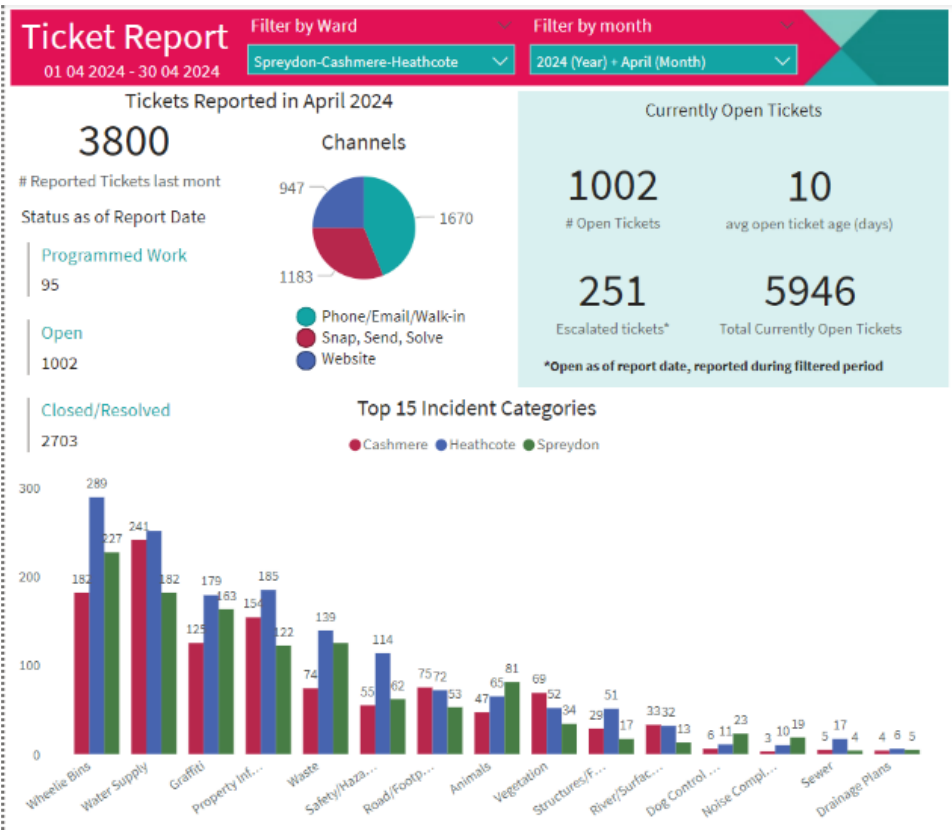 Ticket Report
01 04 2024 - 30 04 2024
Filter by Ward
Spreydon-Cashmere-Heathcote
Filter by month
2024 (Year) + April (Month)
Tickets Reported in April 2024
3800
# Reported Tickets last mont
Status as of Report Date
Programmed Work
95
Open
1002
Closed/Resolved
2703
Channels
947
1670
1183
Phone/Email/Walk-in
Snap, Send, Solve
Website
Currently Open Tickets
1002
# Open Tickets
10
avg open ticket age (days)
251
Escalated tickets*
5946
Total Currently Open Tickets
*Open as of report date, reported during filtered period
Top 15 Incident Categories
Cashmere Heathcote Spreydon
300
200
100
0
182 289 227
241 182
125 179 163
154 185 122
74 139
55 114 62
75 72 53
47 65 81
69 52 34
29 51 17
33 32 13
6 11 23
3 10 19
5 17 4
4 6 5
Wheelie Bins
Water Supply
Graffiti
Property Inf...
Waste
Safety/Haza...
Road/Footp...
Animals
Vegetation
Structures/F...
River/Surfac...
Dog Control ...
Noise Compl...
Sewer
Drainage Plans